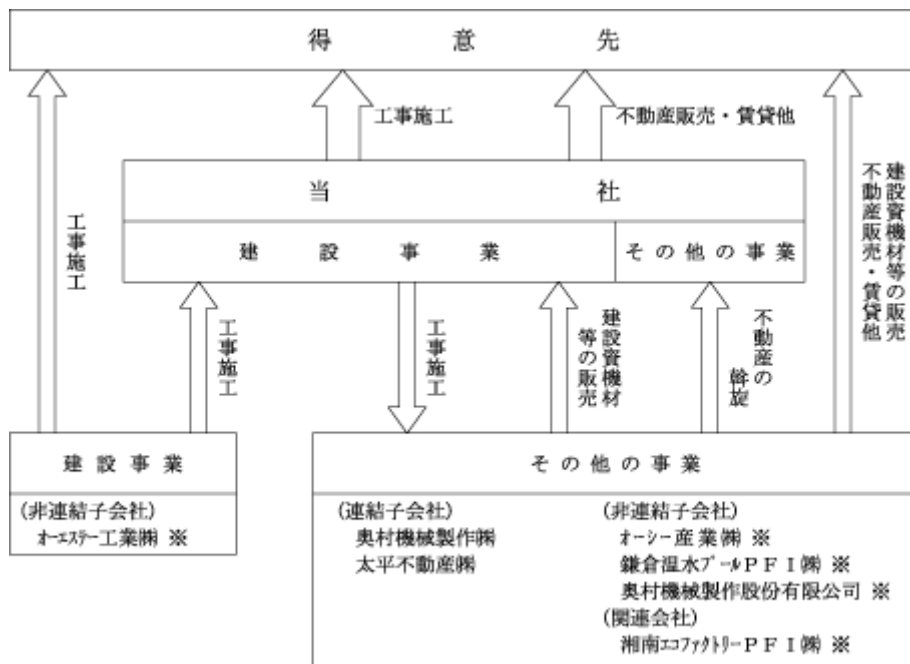 得意先
工事施工
不動産販売・賃貸他
当社
建設事業
その他の事業
工事施工
工事施工
工事施工
建設資機材
等の販売
不動産の
斡旋
建設資機材等の販売
不動産販売・賃貸他
建設事業
(非連結子会社)
ｵｰｴｽﾃｰ工業㈱ ※
その他の事業
(連結子会社)
奥村機械製作㈱
太平不動産㈱
(非連結子会社)
ｵｰｼｰ産業㈱ ※
鎌倉温水ﾌﾟｰﾙＰＦＩ㈱ ※
奥村機械製作股份有限公司 ※
(関連会社)
湘南ｴｺﾌｧｸﾄﾘｰＰＦＩ㈱ ※